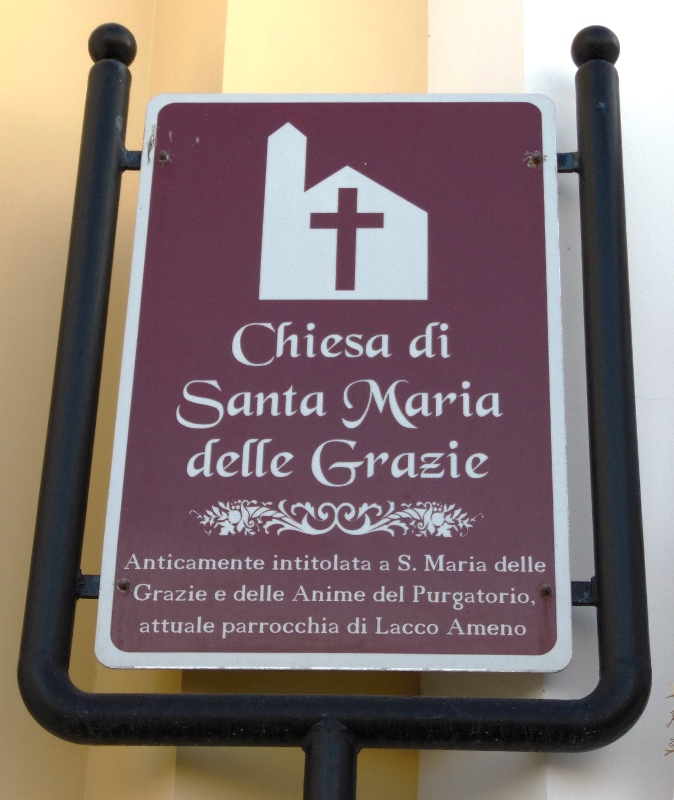 Chiesa di
Santa Maria
delle Grazie
Anticamente intitolata a S. Maria delle
Grazie e delle Anime del Purgatorio,
attuale parrocchia di Lacco Ameno